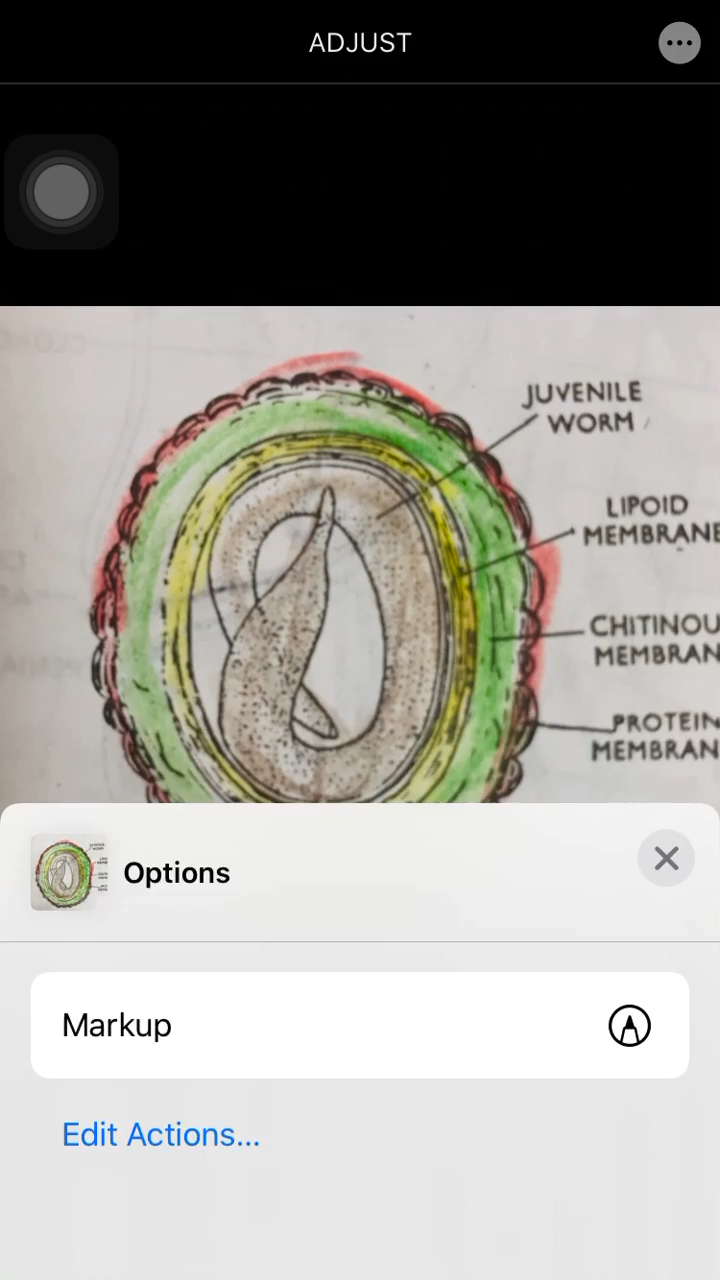 ADJUST
JUVENILE
WORM
LIPOID
MEMBRANE
CHITINOU
MEMBRAN
PROTEIN
MEMBRAN
Options
Markup
Edit Actions...